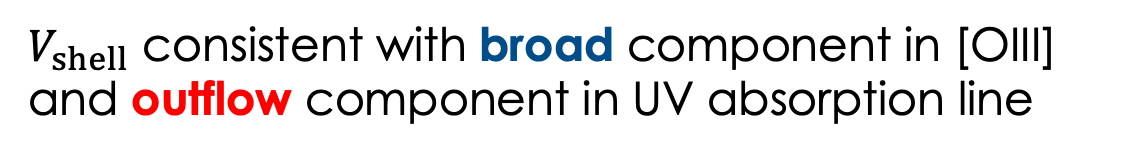 V_shell consistent with broad component in [OIII]
and outflow component in UV absorption line